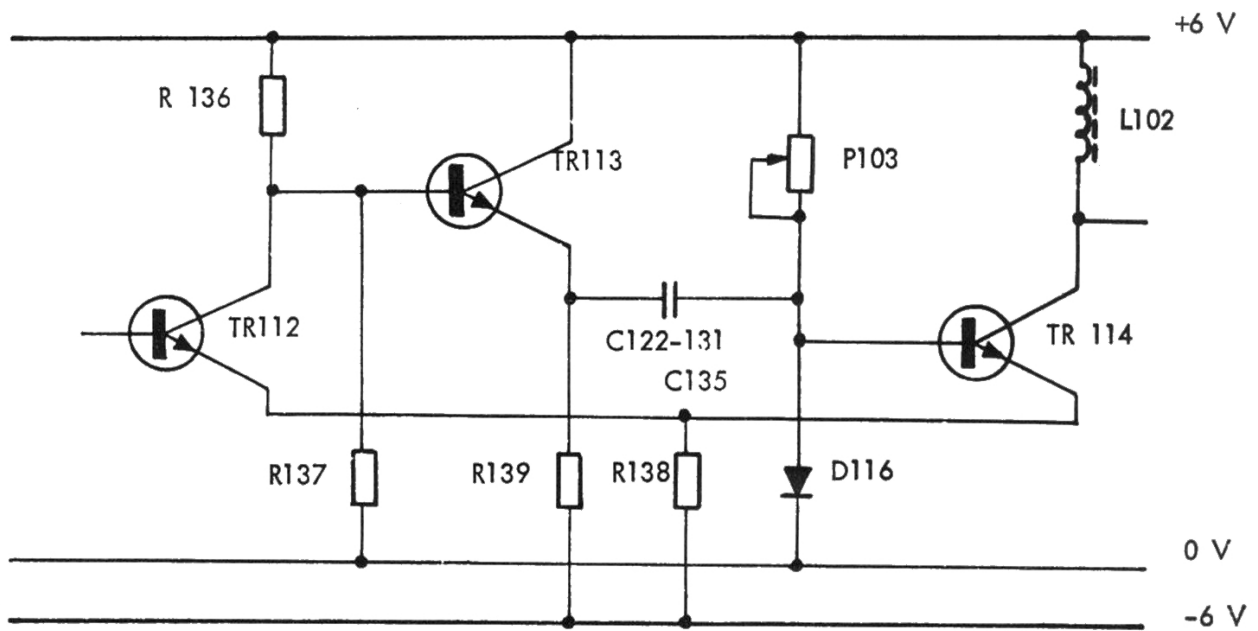 +6 V
R 136
L102
TR113
P103
TR112
C122-131
TR 114
C135
R137
R139
R138
D116
0 V
-6 V